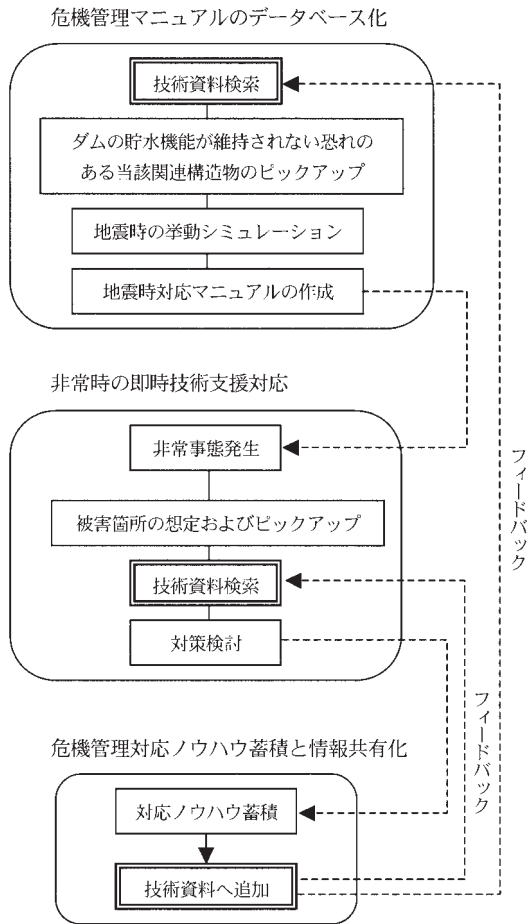 危機管理マニュアルのデータベース化
技術資料検索
ダムの貯水機能が維持されない恐れの
ある当該関連構造物のピックアップ
地震時の挙動シミュレーション
地震時対応マニュアルの作成
非常時の即時技術支援対応
非常事態発生
被害箇所の想定およびピックアップ
技術資料検索
対策検討
フィードバック
フィードバック
危機管理対応ノウハウ蓄積と情報共有化
対応ノウハウ蓄積
技術資料へ追加